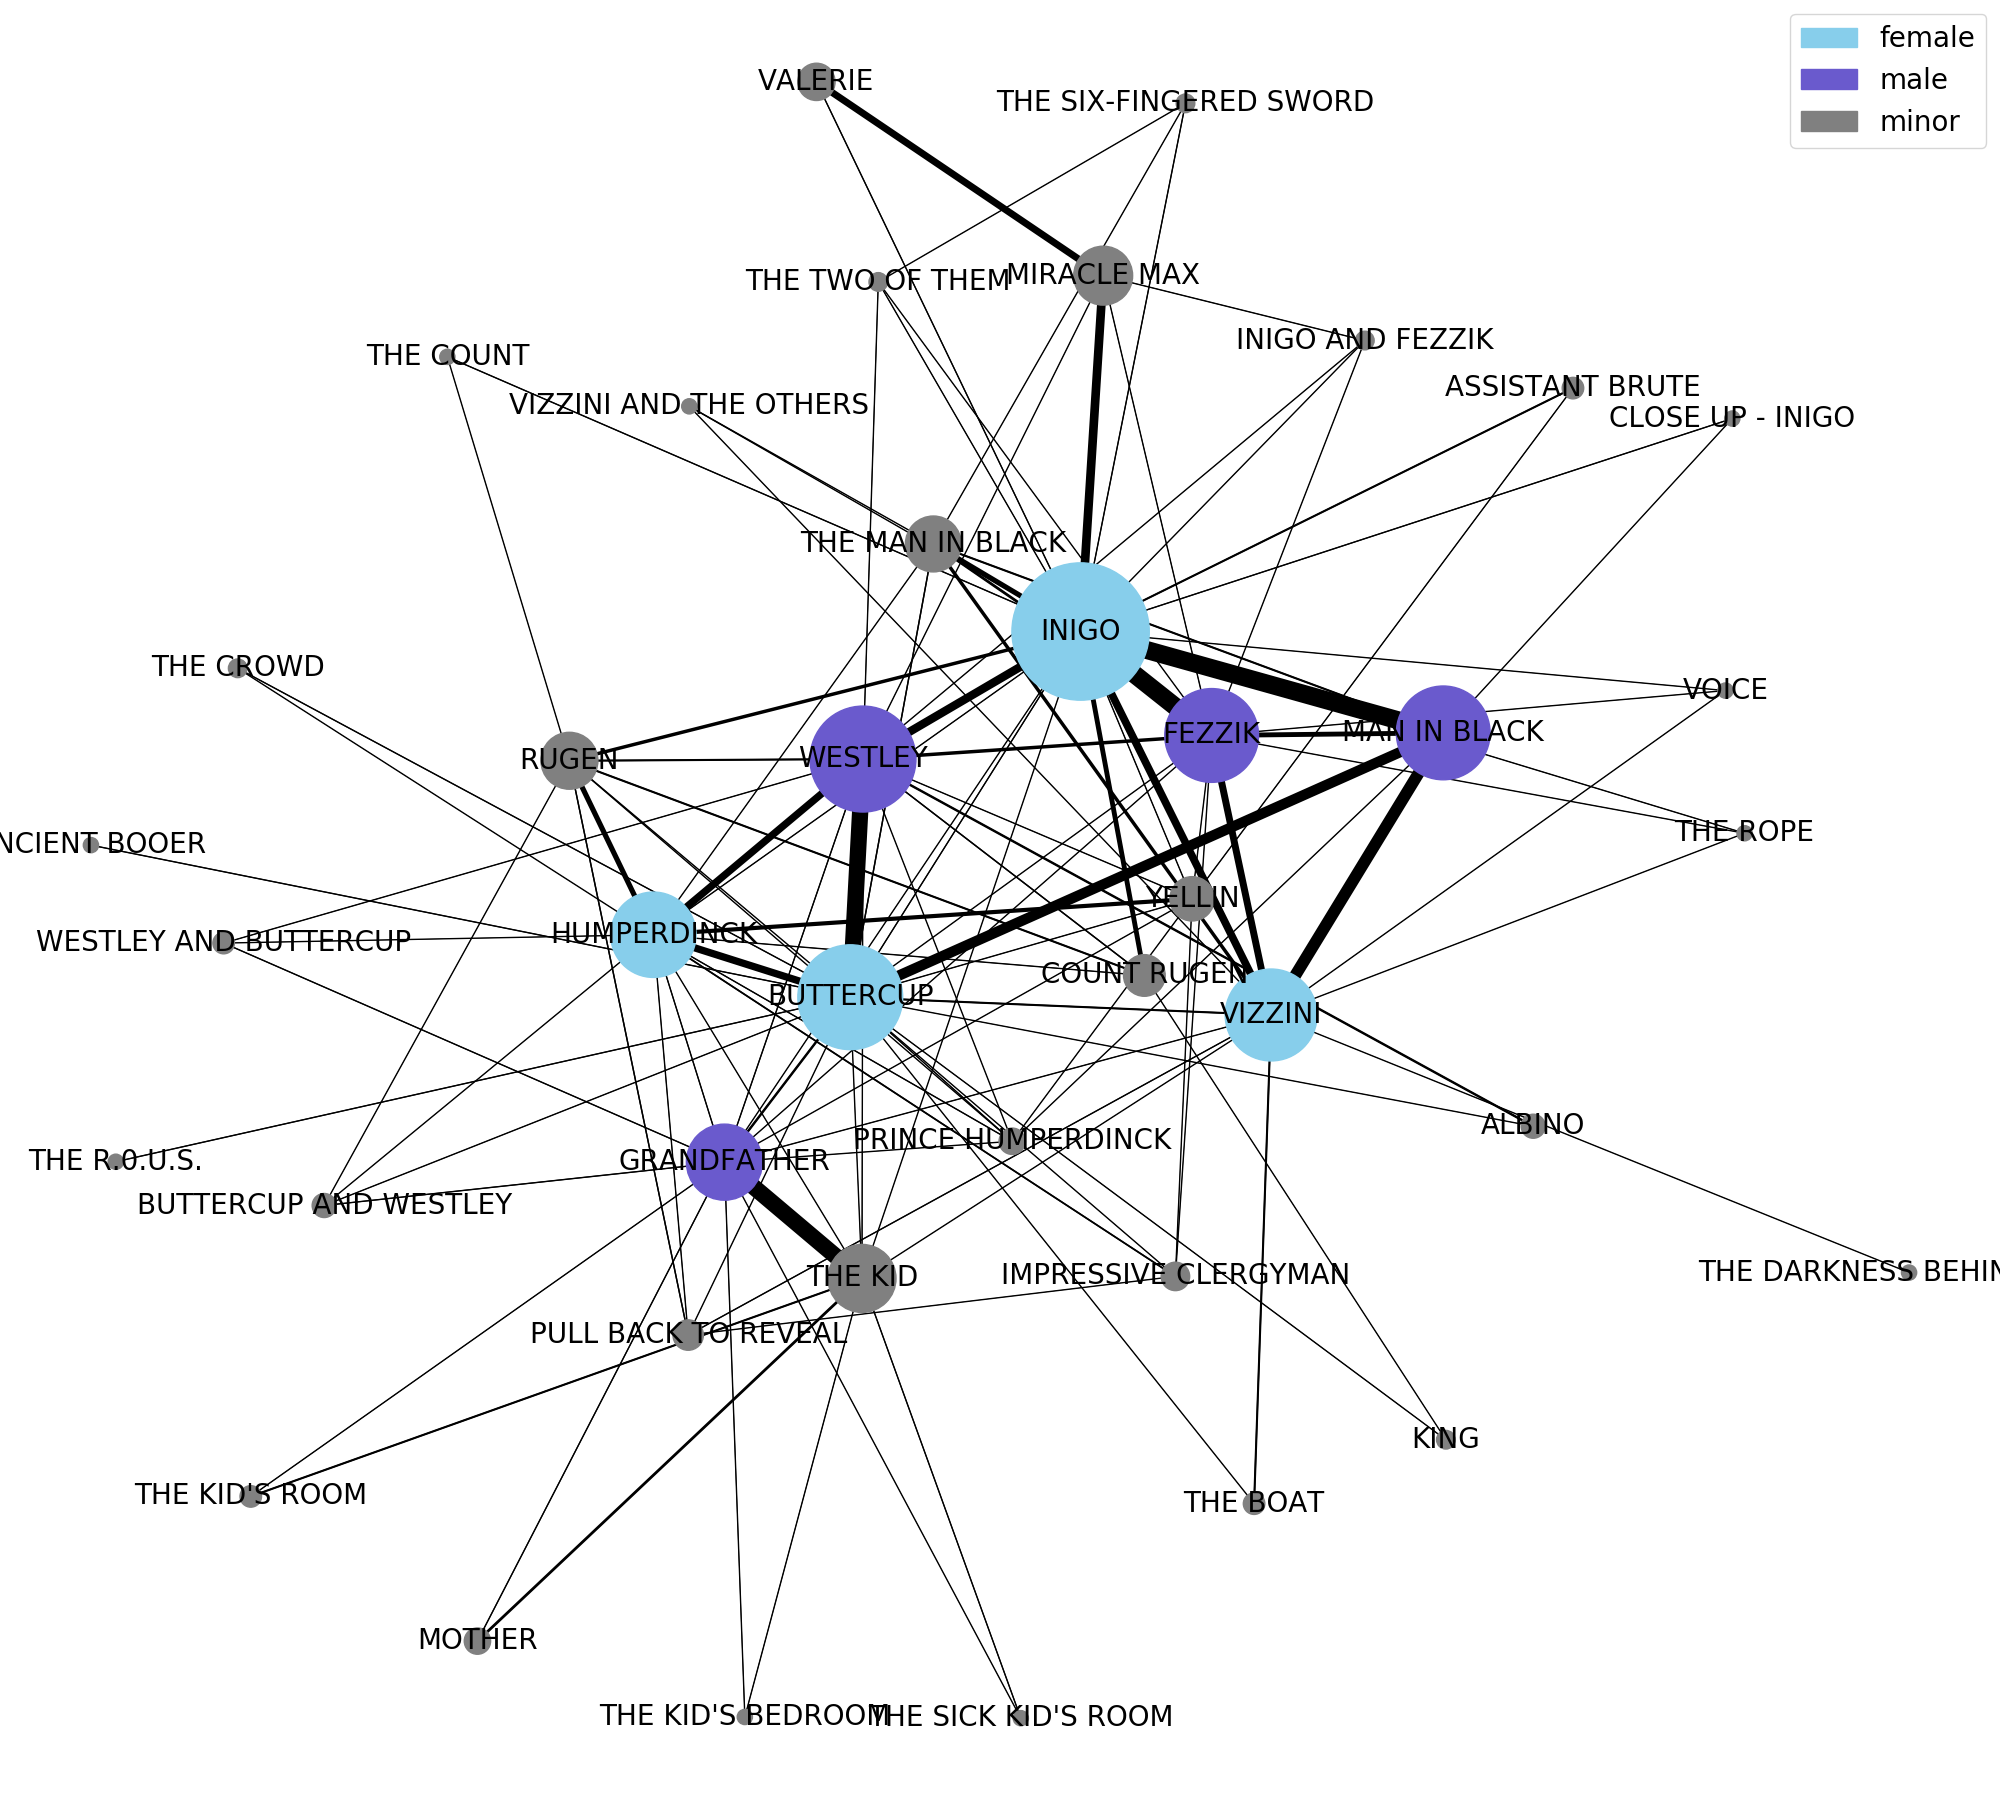 female
male
minor
VALERIE
THE SIX-FINGERED SWORD
THE TWO OF THEM
MIRACLE MAX
INIGO AND FEZZIK
THE COUNT
ASSISTANT BRUTE
VIZZINI AND THE OTHERS
CLOSE UP - INIGO
THE MAN IN BLACK
INIGO
THE CROWD
VOICE
RUGEN
WESTLEY
FEZZIK
MAN IN BLACK
THE ROPE
NCIENT BOOER
YELLIN
WESTLEY AND BUTTERCUP
HUMPERDINCK
COUNT RUGEN
BUTTERCUP
VIZZINI
ALBINO
PRINCE HUMPERDINCK
THE R.O.U.S.
GRANDFATHER
BUTTERCUP AND WESTLEY
THE DARKNESS BEHIN
THE KID
IMPRESSIVE CLERGYMAN
PULL BACK TO REVEAL
KING
THE KID'S ROOM
THE BOAT
MOTHER
THE KID'S BEDROOM
THE SICK KID'S ROOM